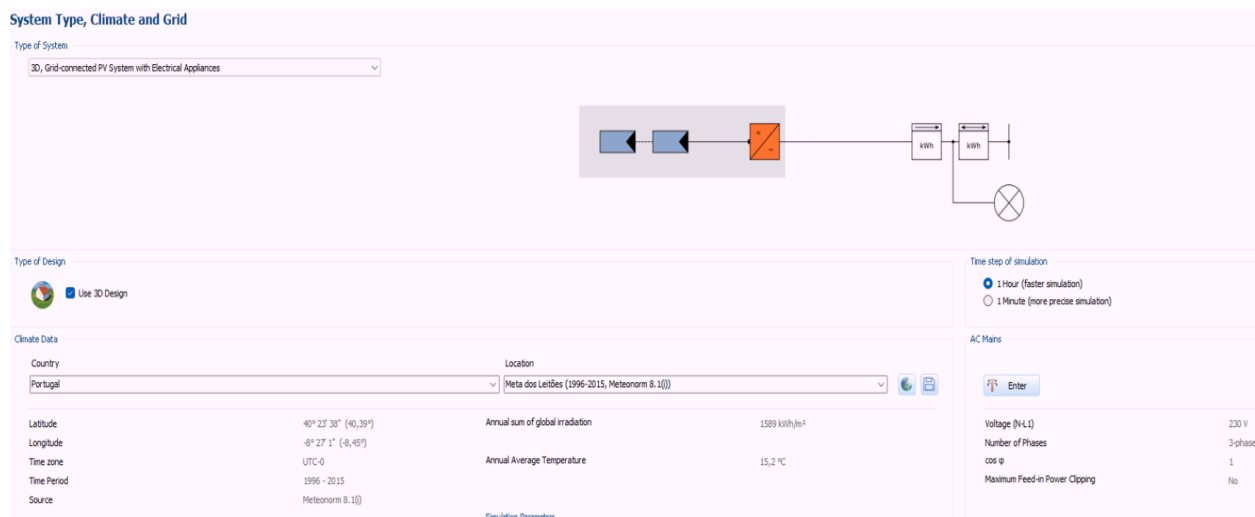 System Type, Climate and Grid
Type of System
3D, Grid-connected PV System with Electrical Appliances
kWh
kWh
Type of Design
Use 3D Design
Time step of simulation
1 Hour (faster simulation)
1 Minute (more precise simulation)
Climate Data
Country
Location
Portugal
Meta dos Leitões (1996-2015, Meteonorm 8.1(i))
Latitude
40° 23' 38" (40,39°)
Longitude
-8° 27' 1" (-8,45°)
Time zone
UTC-0
Time Period
1996 - 2015
Source
Meteonorm 8.1(i)
Annual sum of global irradiation
1589 kWh/m²
Annual Average Temperature
15,2 °C
Simulation Parameters
AC Mains
Enter
Voltage (N-L1)
230 V
Number of Phases
3-phase
cos φ
1
Maximum Feed-in Power Clipping
No